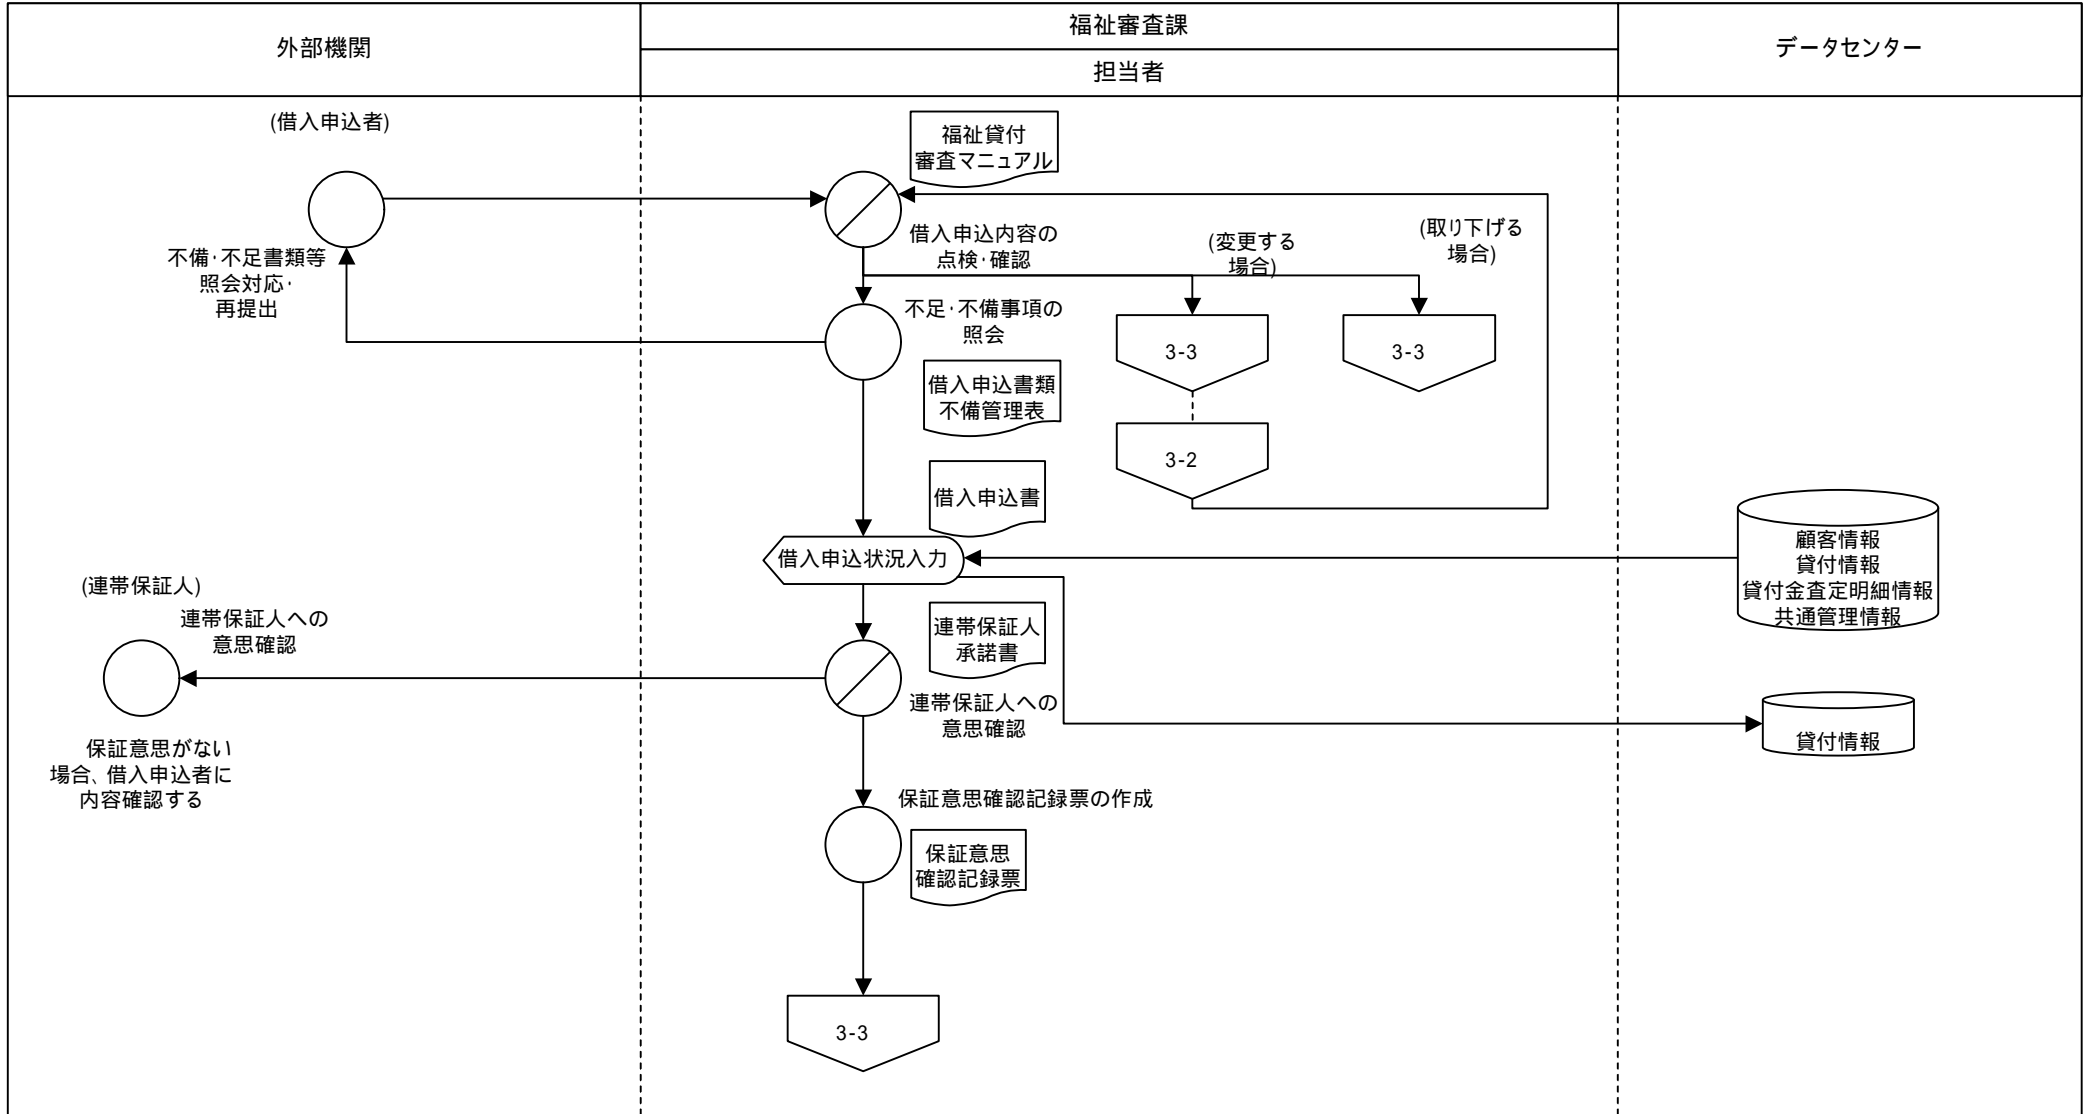 外部機関
福祉審査課
担当者
データセンター
(借入申込者)
福祉貸付
審査マニュアル
借入申込内容の
点検・確認
(変更する
場合)
(取り下げる
場合)
不備・不足書類等
照会対応・
再提出
不足・不備事項の
照会
3-3
3-3
借入申込書類
不備管理表
3-2
借入申込書
借入申込状況入力
顧客情報
貸付情報
貸付金査定明細情報
共通管理情報
(連帯保証人)
連帯保証人への
意思確認
連帯保証人
承諾書
連帯保証人への
意思確認
貸付情報
保証意思がない
場合、借入申込者に
内容確認する
保証意思確認記録票の作成
保証意思
確認記録票
3-3